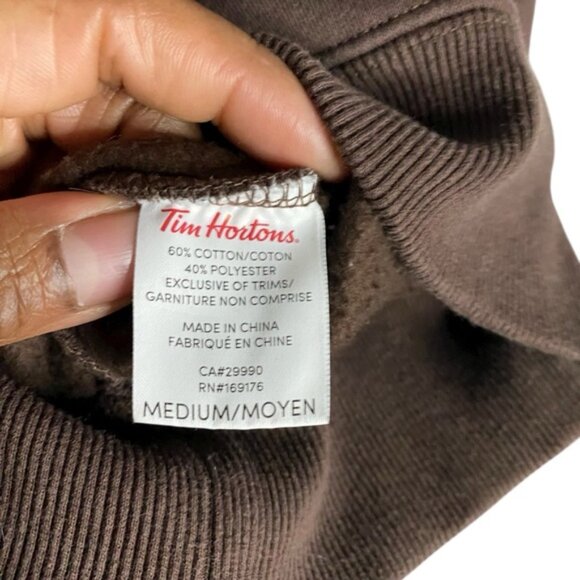 Tim Hortons.
60% COTTON/COTON
40% POLYESTER
EXCLUSIVE OF TRIMS/
GARNITURE NON COMPRISE
MADE IN CHINA
FABRIQUÉ EN CHINE
CA#29990
RN#169176
MEDIUM/MOYEN